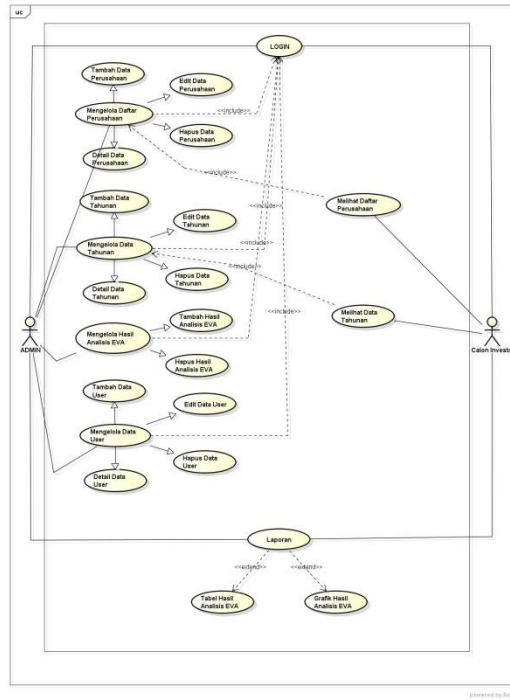 uc
LOGIN
Tambah Data
Perusahaan
Edit Data
Perusahaan
Mengelola Daftar
Perusahaan
<<include>>
Hapus Data
Perusahaan
Detail Data
Perusahaan
<<include>>
Tambah Data
Tahunan
Melihat Daftar
Perusahaan
<<include>>
Edit Data
Tahunan
Mengelola Data
Tahunan
<<include>>
<<include>>
Hapus Data
Tahunan
Detail Data
Tahunan
<<include>>
Tambah Hasil
Analisis EVA
Melihat Data
Tahunan
ADMIN
Mengelola Hasil
Analisis EVA
Calon Investo
Hapus Hasil
Analisis EVA
Tambah Data
User
Edit Data User
Mengelola Data
User
Hapus Data
User
Detail Data
User
Laporan
<<extend>>
<<extend>>
Tabel Hasil
Analisis EVA
Grafik Hasil
Analisis EVA
powered by As